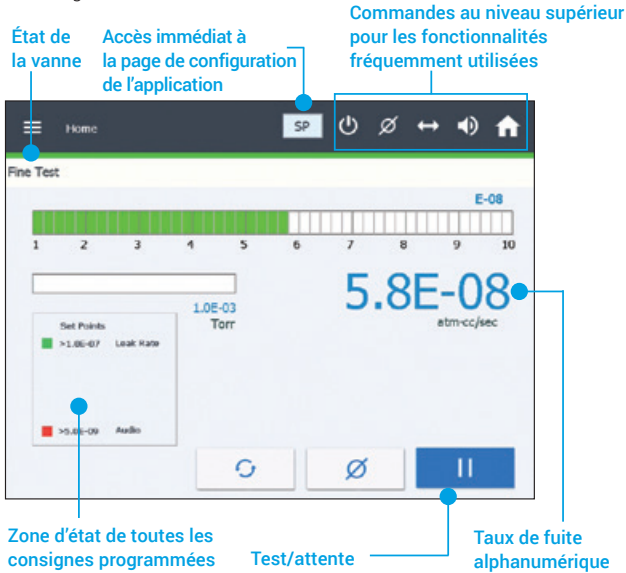 Commandes au niveau supérieur
pour les fonctionnalités
fréquemment utilisées
État de
la vanne
Accès immédiat à
la page de configuration
de l'application
Home
SP
Fine Test
E-08
1 2 3 4 5 6 7 8 9 10
5.8E-08
atm-cc/sec
1.0E-03
Torr
Set Points
>1.0E-07 Leak Rate
>5.0E-09 Audio
Zone d'état de toutes les
consignes programmées
Test/attente
Taux de fuite
alphanumérique